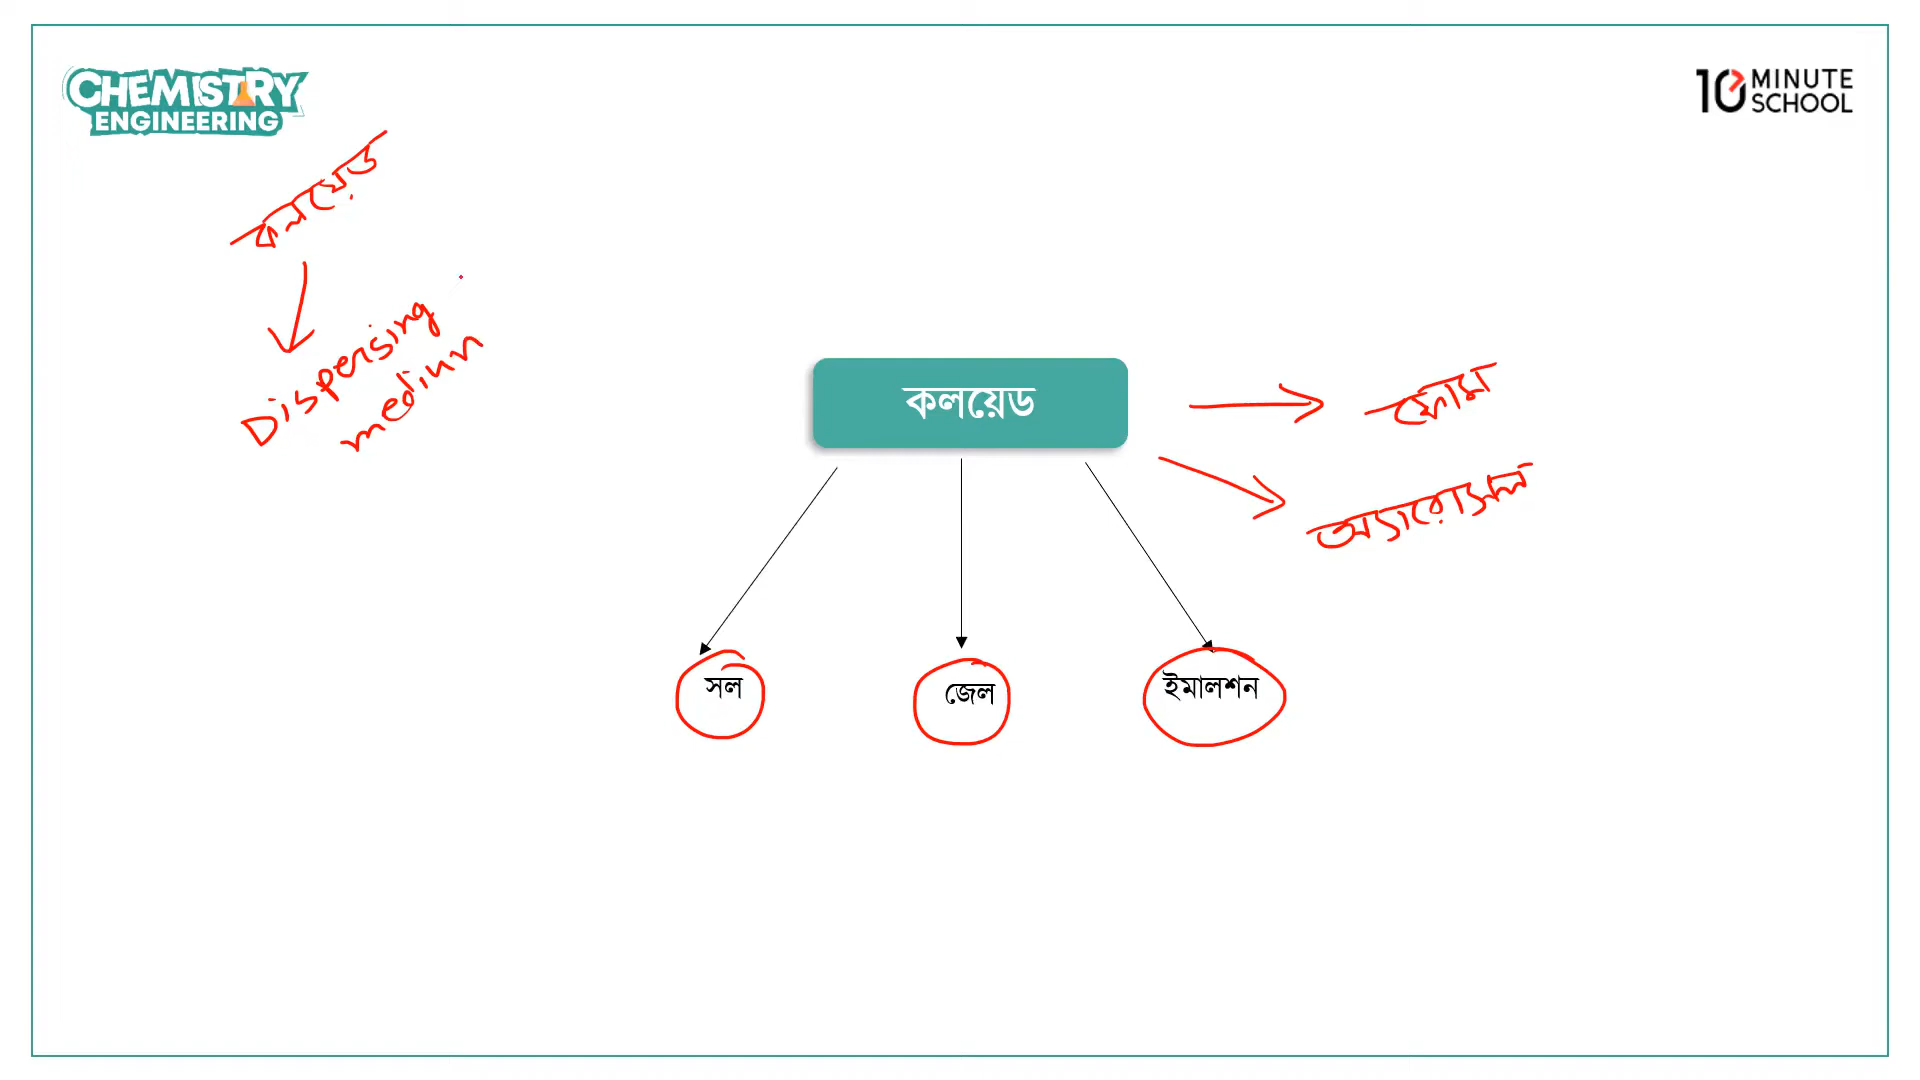 CHEMISTRY
ENGINEERING
10 MINUTE
SCHOOL
কলয়েড
Dispersing
medium
কলয়েড
ফোম
অ্যারোসল
সল
জেল
ইমালশন